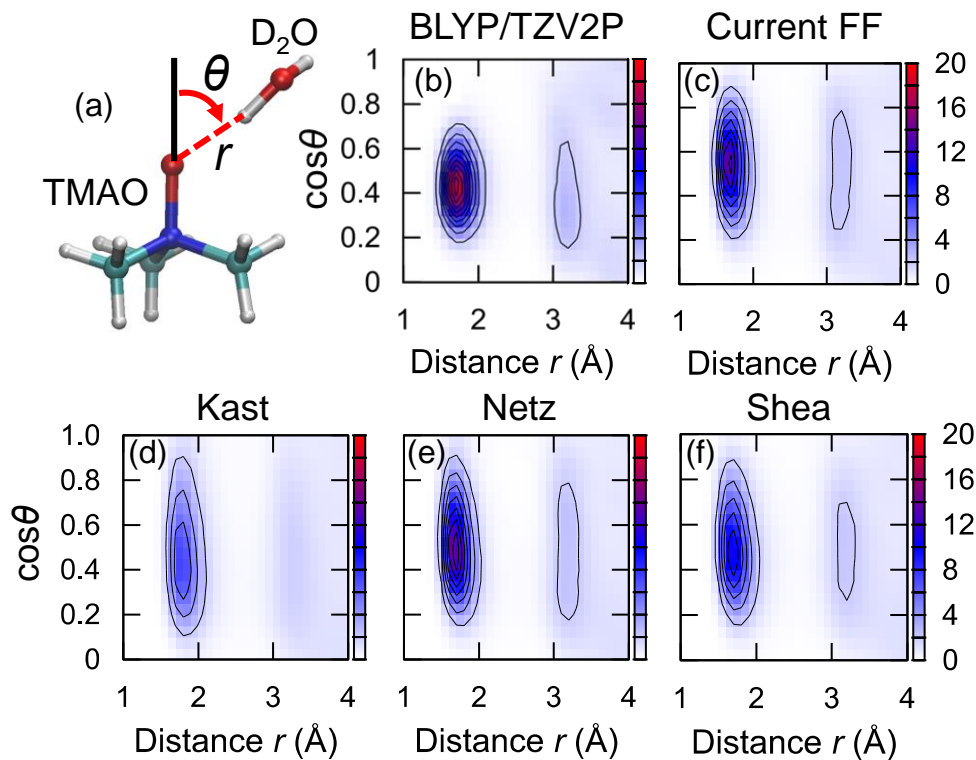 D₂O
θ
(a)
r
TMAO
BLYP/TZV2P
(b)
cosθ
1
0.8
0.6
0.4
0.2
0
1 2 3 4
Distance r (Å)
Current FF
(c)
20
16
12
8
4
0
1 2 3 4
Distance r (Å)
Kast
(d)
cosθ
1.0
0.8
0.6
0.4
0.2
0
1 2 3 4
Distance r (Å)
Netz
(e)
1 2 3 4
Distance r (Å)
Shea
(f)
20
16
12
8
4
0
1 2 3 4
Distance r (Å)